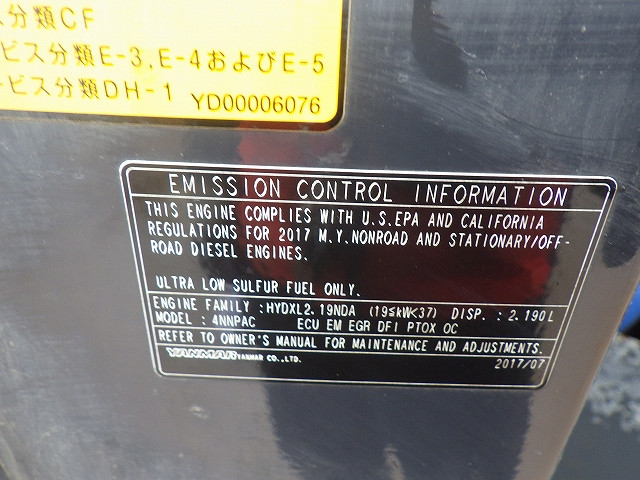 ス分類CF
ビス分類E-3,E-4およびE-5
ービス分類DH-1 YD00006076
EMISSION CONTROL INFORMATION
THIS ENGINE COMPLIES WITH U.S.EPA AND CALIFORNIA
REGULATIONS FOR 2017 M.Y.NONROAD AND STATIONARY/OFF-
ROAD DIESEL ENGINES.
ULTRA LOW SULFUR FUEL ONLY.
ENGINE FAMILY :HYDXL2.19NDA (19≦kW<37) DISP. :2.190L
MODEL : 4NNPAC ECU EM EGR DFI PTOX OC
REFER TO OWNER'S MANUAL FOR MAINTENANCE AND ADJUSTMENTS.
YANMAR YANMAR CO.,LTD. 2017/07